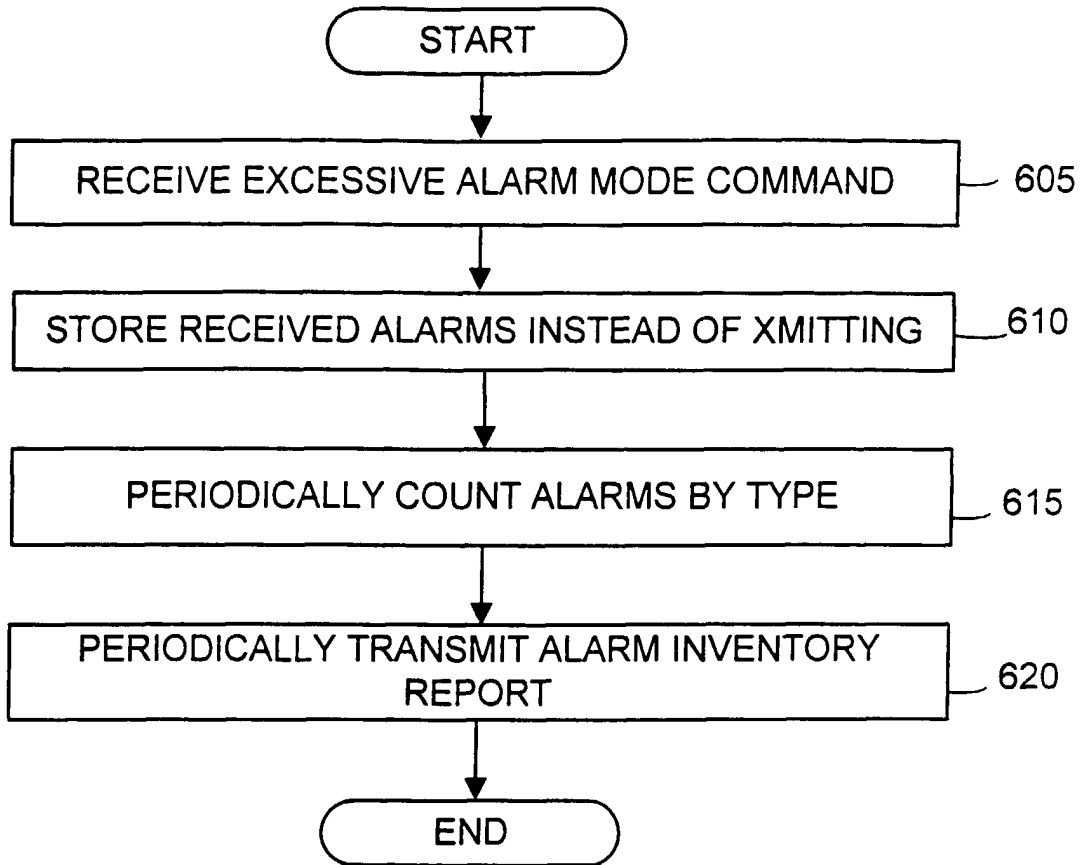 START
RECEIVE EXCESSIVE ALARM MODE COMMAND
605
STORE RECEIVED ALARMS INSTEAD OF XMITTING
610
PERIODICALLY COUNT ALARMS BY TYPE
615
PERIODICALLY TRANSMIT ALARM INVENTORY
REPORT
620
END